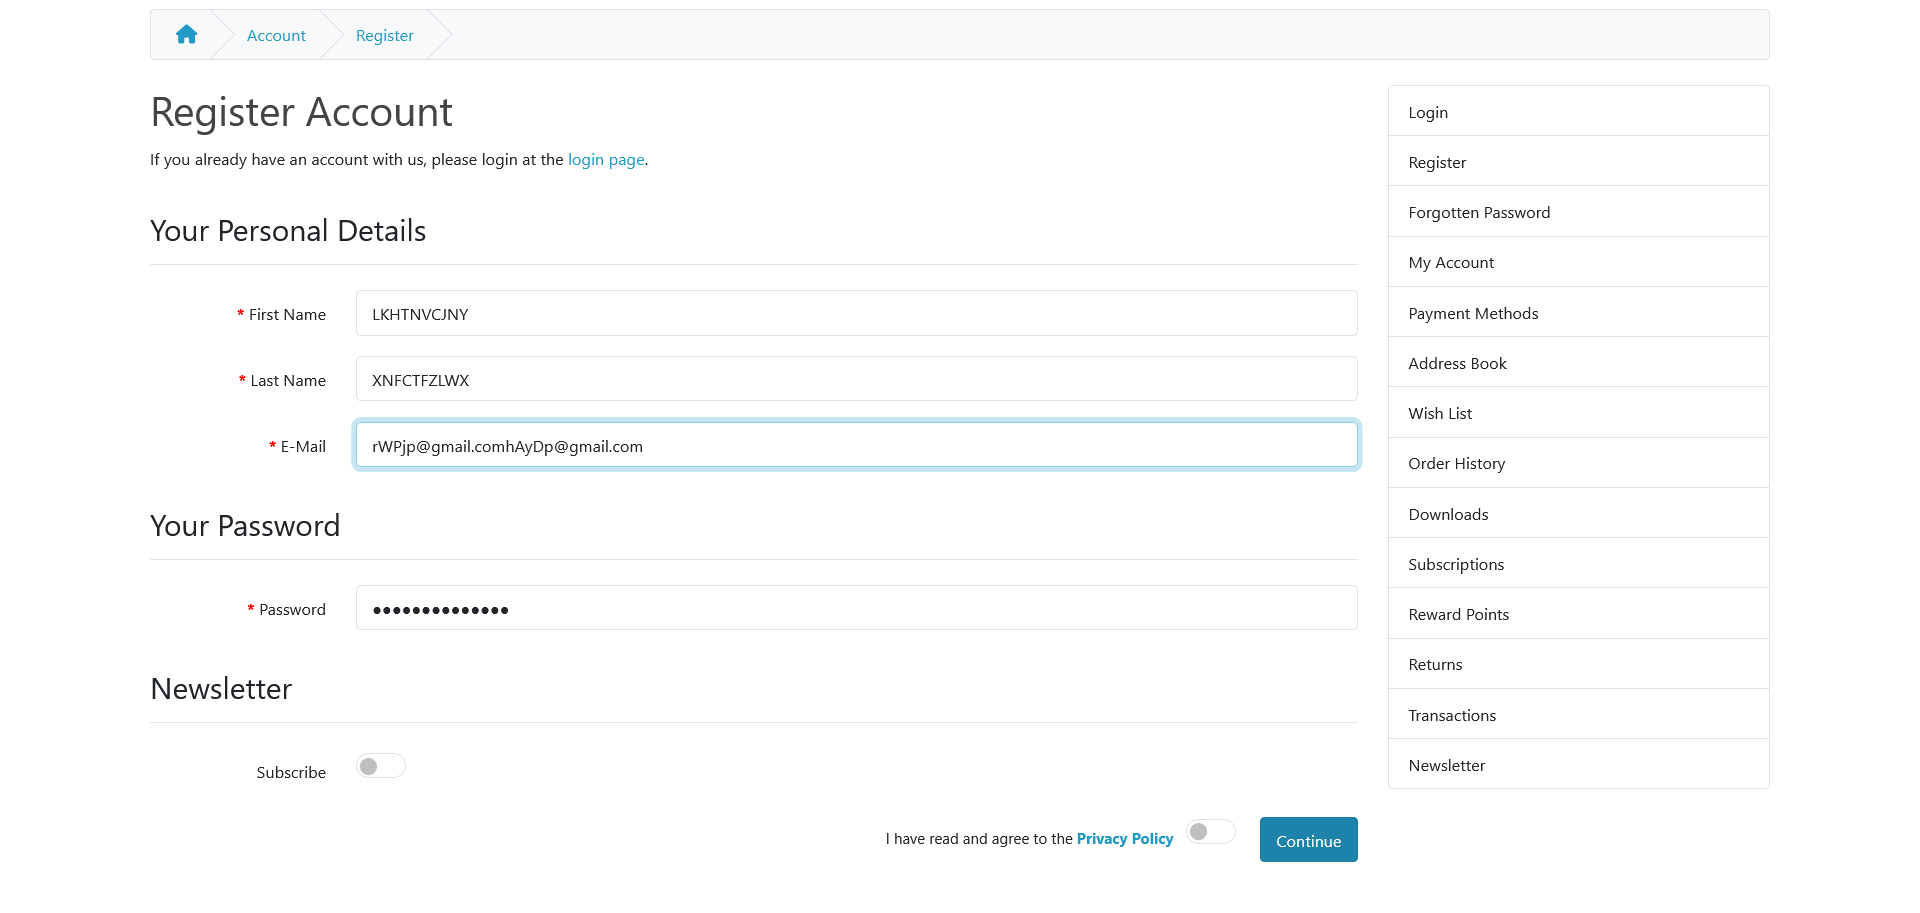 Account
Register
Register Account
If you already have an account with us, please login at the login page.
Your Personal Details
* First Name
LKHTNVCJNY
* Last Name
XNFCTFZLWX
* E-Mail
rWPjp@gmail.comhAyDp@gmail.com
Your Password
* Password
Newsletter
Subscribe
I have read and agree to the Privacy Policy
Continue
Login
Register
Forgotten Password
My Account
Payment Methods
Address Book
Wish List
Order History
Downloads
Subscriptions
Reward Points
Returns
Transactions
Newsletter